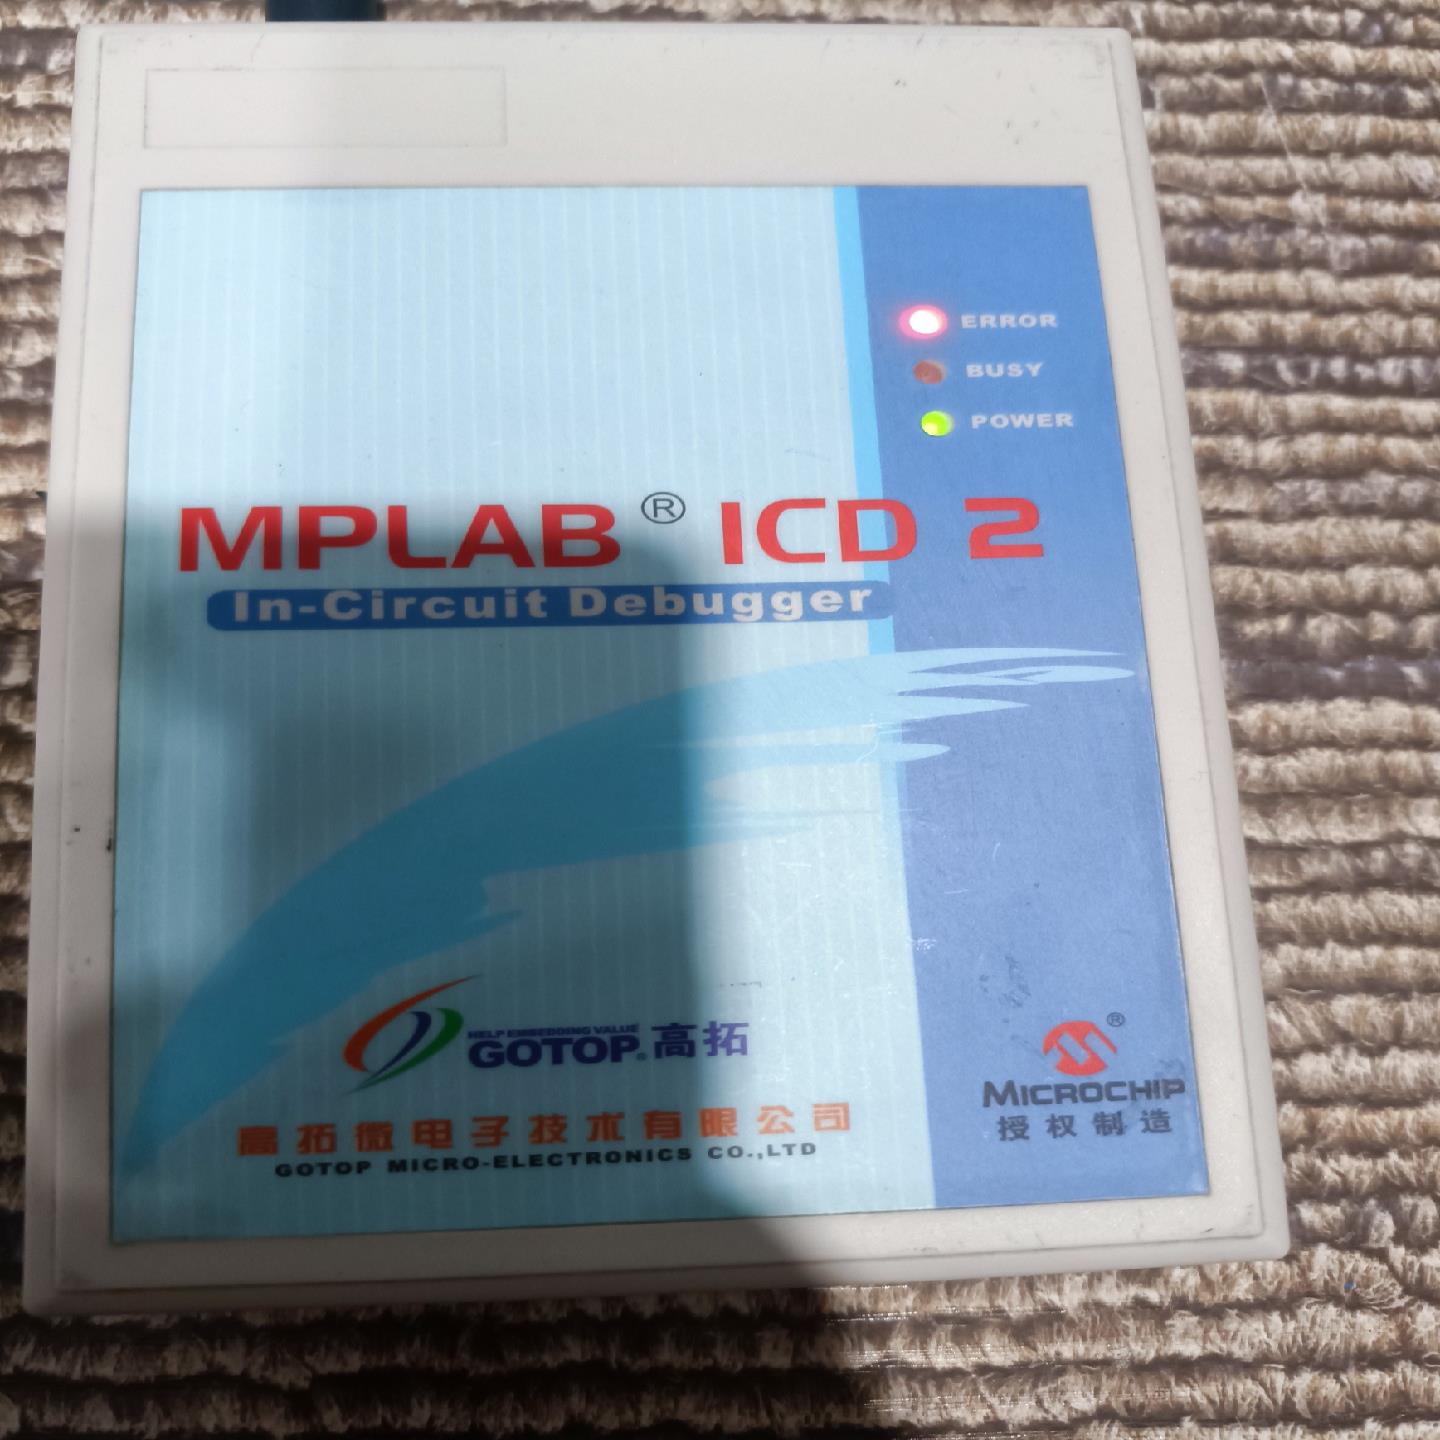 ERROR
BUSY
POWER
MPLAB® ICD 2
In-Circuit Debugger
HELP EMBEDDING VALUE
GOTOP® 高拓
高拓微电子技术有限公司
GOTOP MICRO-ELECTRONICS CO.,LTD
®
MICROCHIP
授权制造